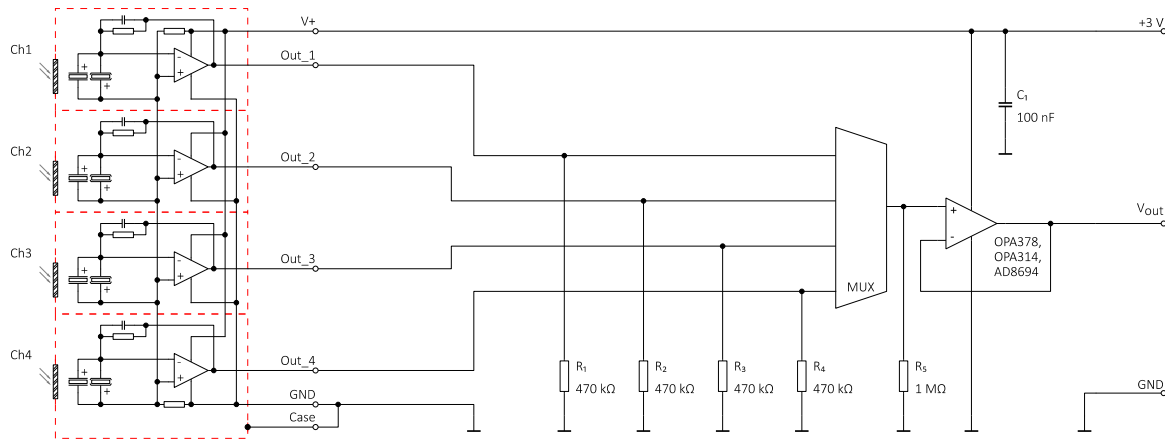 V+
+3 V
Ch1
Out_1
C₁
100 nF
Ch2
Out_2
Vout
OPA378,
OPA314,
AD8694
Ch3
Out_3
MUX
Ch4
Out_4
R₁
470 kΩ
R₂
470 kΩ
R₃
470 kΩ
R₄
470 kΩ
R₅
1 MΩ
GND
GND
Case